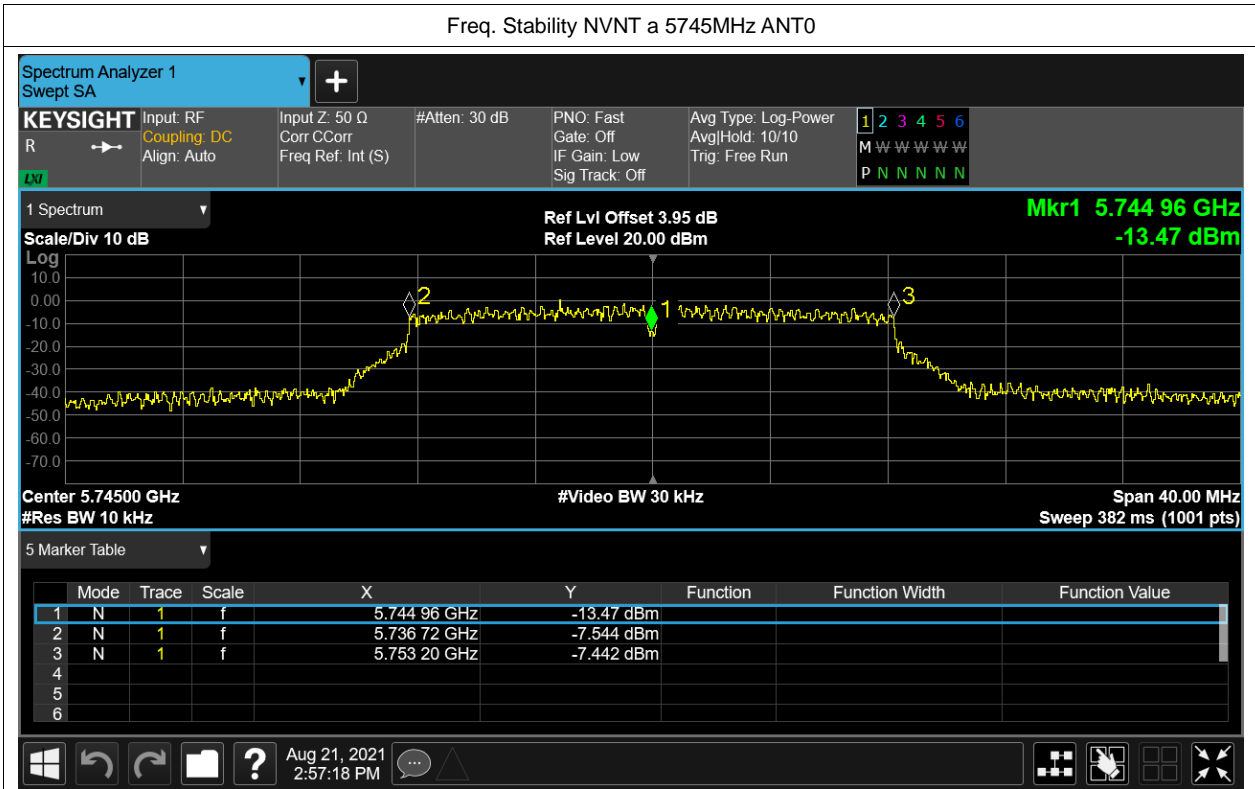 Freq. Stability NVNT a 5745MHz ANT0
Spectrum Analyzer 1
Swept SA
+
KEYSIGHT
R
LXI
Input: RF
Coupling: DC
Align: Auto
Input Z: 50 Ω
Corr CCorr
Freq Ref: Int (S)
#Atten: 30 dB
PNO: Fast
Gate: Off
IF Gain: Low
Sig Track: Off
Avg Type: Log-Power
Avg|Hold: 10/10
Trig: Free Run
1 2 3 4 5 6
M W W W W W
P N N N N N
1 Spectrum
Scale/Div 10 dB
Ref Lvl Offset 3.95 dB
Ref Level 20.00 dBm
Mkr1 5.744 96 GHz
-13.47 dBm
Log
10.0
0.00
-10.0
-20.0
-30.0
-40.0
-50.0
-60.0
-70.0
2
1
3
Center 5.74500 GHz
#Res BW 10 kHz
#Video BW 30 kHz
Span 40.00 MHz
Sweep 382 ms (1001 pts)
5 Marker Table
Mode Trace Scale X Y Function Function Width Function Value
1 N 1 f 5.744 96 GHz -13.47 dBm
2 N 1 f 5.736 72 GHz -7.544 dBm
3 N 1 f 5.753 20 GHz -7.442 dBm
4
5
6
?
Aug 21, 2021
2:57:18 PM